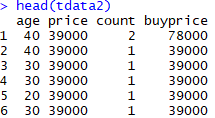 > head(tdata2)
  age price count buyprice
1  40 39000     2    78000
2  40 39000     1    39000
3  30 39000     1    39000
4  30 39000     1    39000
5  20 39000     1    39000
6  30 39000     1    39000